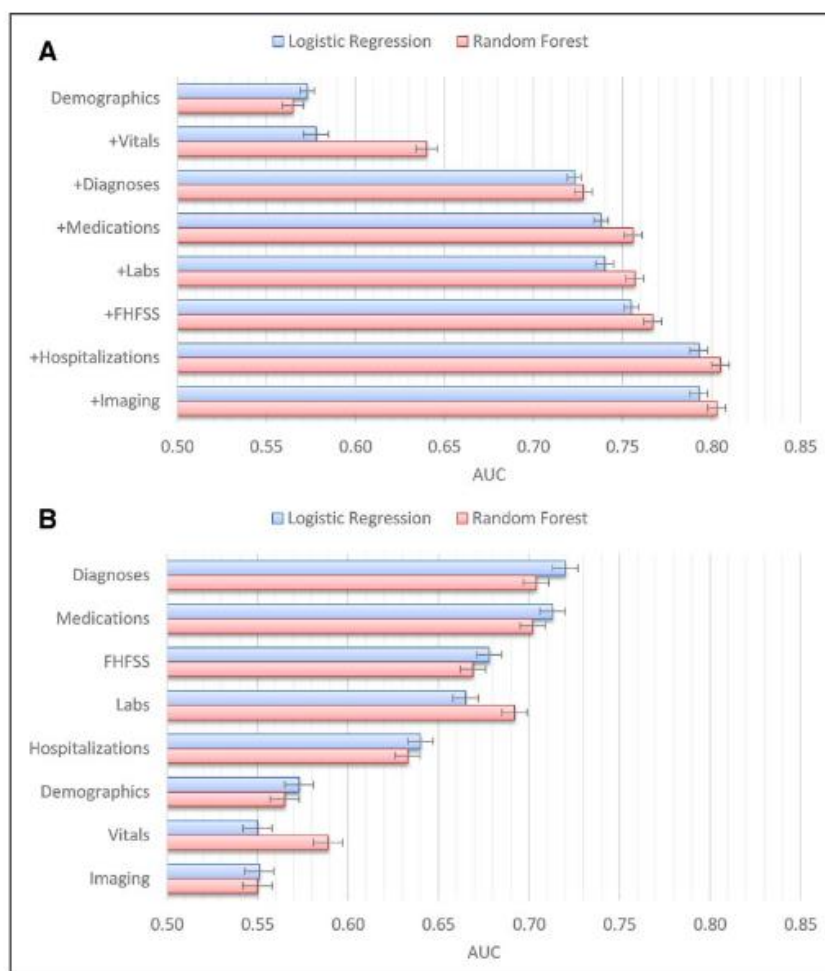 A
Logistic Regression Random Forest
Demographics
+Vitals
+Diagnoses
+Medications
+Labs
+FHFSS
+Hospitalizations
+Imaging
0.50 0.55 0.60 0.65 0.70 0.75 0.80 0.85
AUC
B
Logistic Regression Random Forest
Diagnoses
Medications
FHFSS
Labs
Hospitalizations
Demographics
Vitals
Imaging
0.50 0.55 0.60 0.65 0.70 0.75 0.80 0.85
AUC